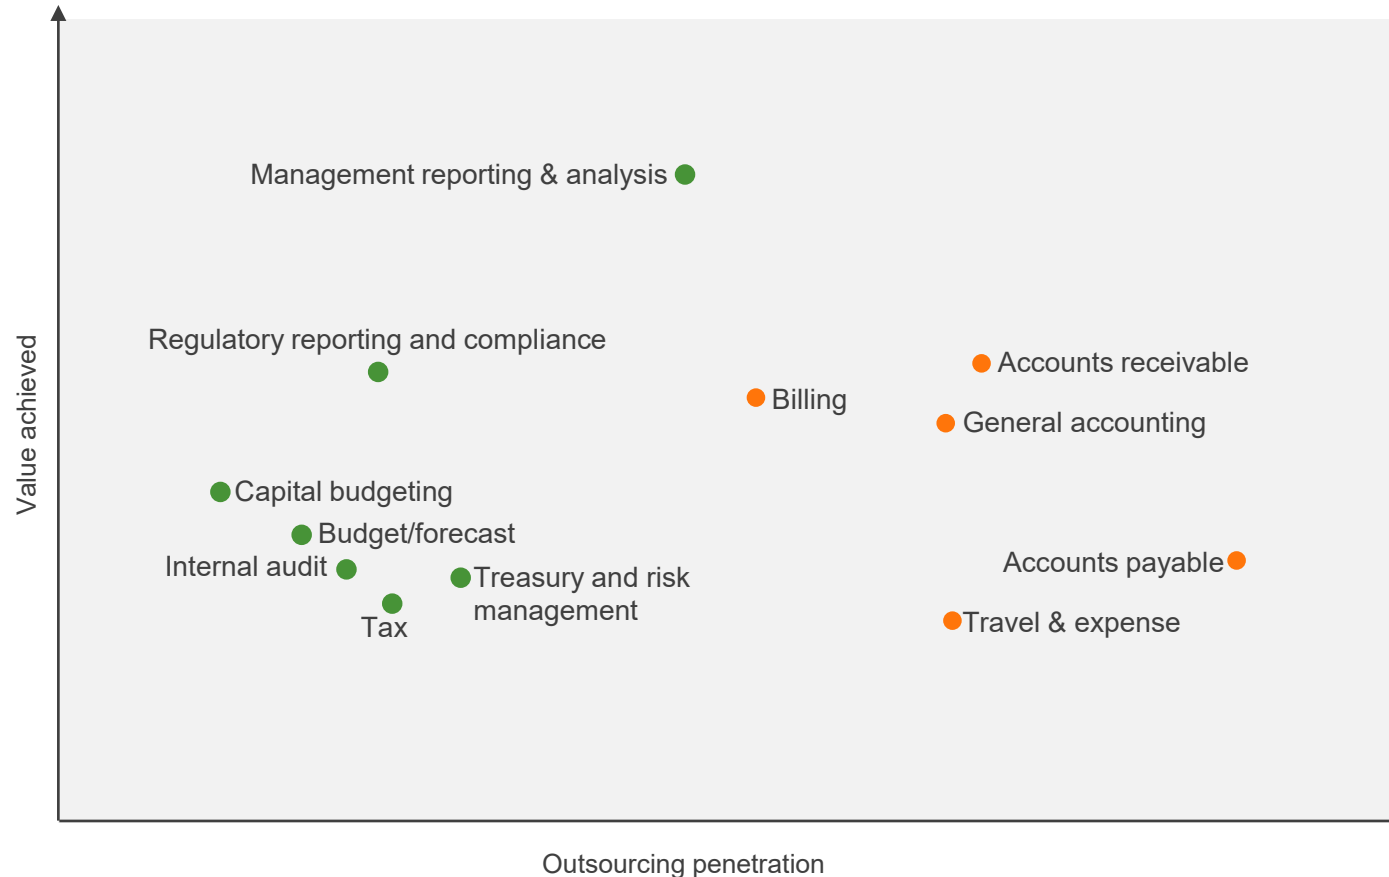 Management reporting & analysis
Regulatory reporting and compliance
Accounts receivable
Billing
General accounting
Value achieved
Capital budgeting
Budget/forecast
Internal audit
Accounts payable
Treasury and risk
management
Travel & expense
Tax
Outsourcing penetration